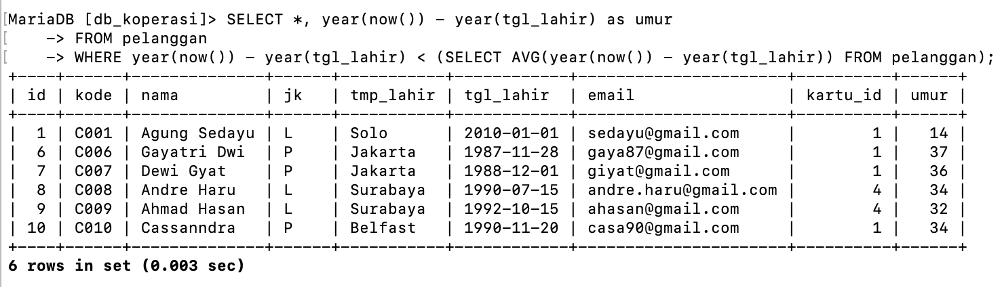 MariaDB [db_koperasi]> SELECT *, year(now()) - year(tgl_lahir) as umur
    -> FROM pelanggan
    -> WHERE year(now()) - year(tgl_lahir) < (SELECT AVG(year(now()) - year(tgl_lahir)) FROM pelanggan);
+----+------+--------------+------+-----------+------------+----------------------+----------+------+
| id | kode | nama         | jk   | tmp_lahir | tgl_lahir  | email                | kartu_id | umur |
+----+------+--------------+------+-----------+------------+----------------------+----------+------+
|  1 | C001 | Agung Sedayu | L    | Solo      | 2010-01-01 | sedayu@gmail.com     |        1 |   14 |
|  6 | C006 | Gayatri Dwi  | P    | Jakarta   | 1987-11-28 | gaya87@gmail.com     |        1 |   37 |
|  7 | C007 | Dewi Gyat    | P    | Jakarta   | 1988-12-01 | giyat@gmail.com      |        1 |   36 |
|  8 | C008 | Andre Haru   | L    | Surabaya  | 1990-07-15 | andre.haru@gmail.com |        4 |   34 |
|  9 | C009 | Ahmad Hasan  | L    | Surabaya  | 1992-10-15 | ahasan@gmail.com     |        4 |   32 |
| 10 | C010 | Cassanndra   | P    | Belfast   | 1990-11-20 | casa90@gmail.com     |        1 |   34 |
+----+------+--------------+------+-----------+------------+----------------------+----------+------+
6 rows in set (0.003 sec)